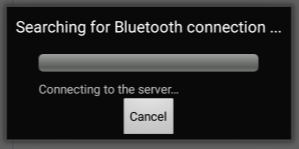 Searching for Bluetooth connection ...
Connecting to the server...
Cancel